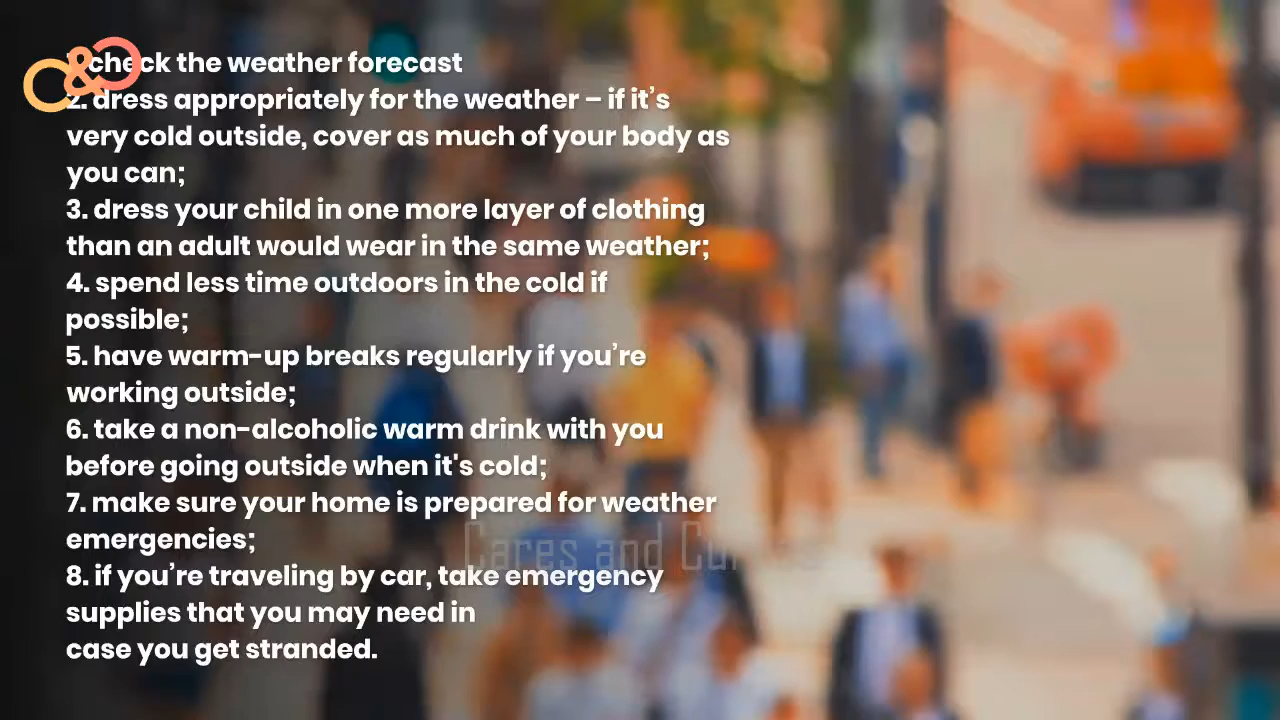 check the weather forecast
2. dress appropriately for the weather – if it's
very cold outside, cover as much of your body as
you can;
3. dress your child in one more layer of clothing
than an adult would wear in the same weather;
4. spend less time outdoors in the cold if
possible;
5. have warm-up breaks regularly if you're
working outside;
6. take a non-alcoholic warm drink with you
before going outside when it's cold;
7. make sure your home is prepared for weather
emergencies;
Cares and
8. if you're traveling by car, take emergency
supplies that you may need in
case you get stranded.